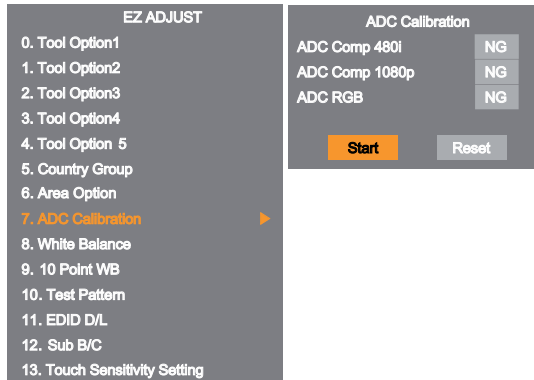 EZ ADJUST
0. Tool Option1
1. Tool Option2
2. Tool Option3
3. Tool Option4
4. Tool Option 5
5. Country Group
6. Area Option
7. ADC Calibration
8. White Balance
9. 10 Point WB
10. Test Pattern
11. EDID D/L
12. Sub B/C
13. Touch Sensitivity Setting
ADC Calibration
ADC Comp 480i NG
ADC Comp 1080p NG
ADC RGB NG
Start Reset